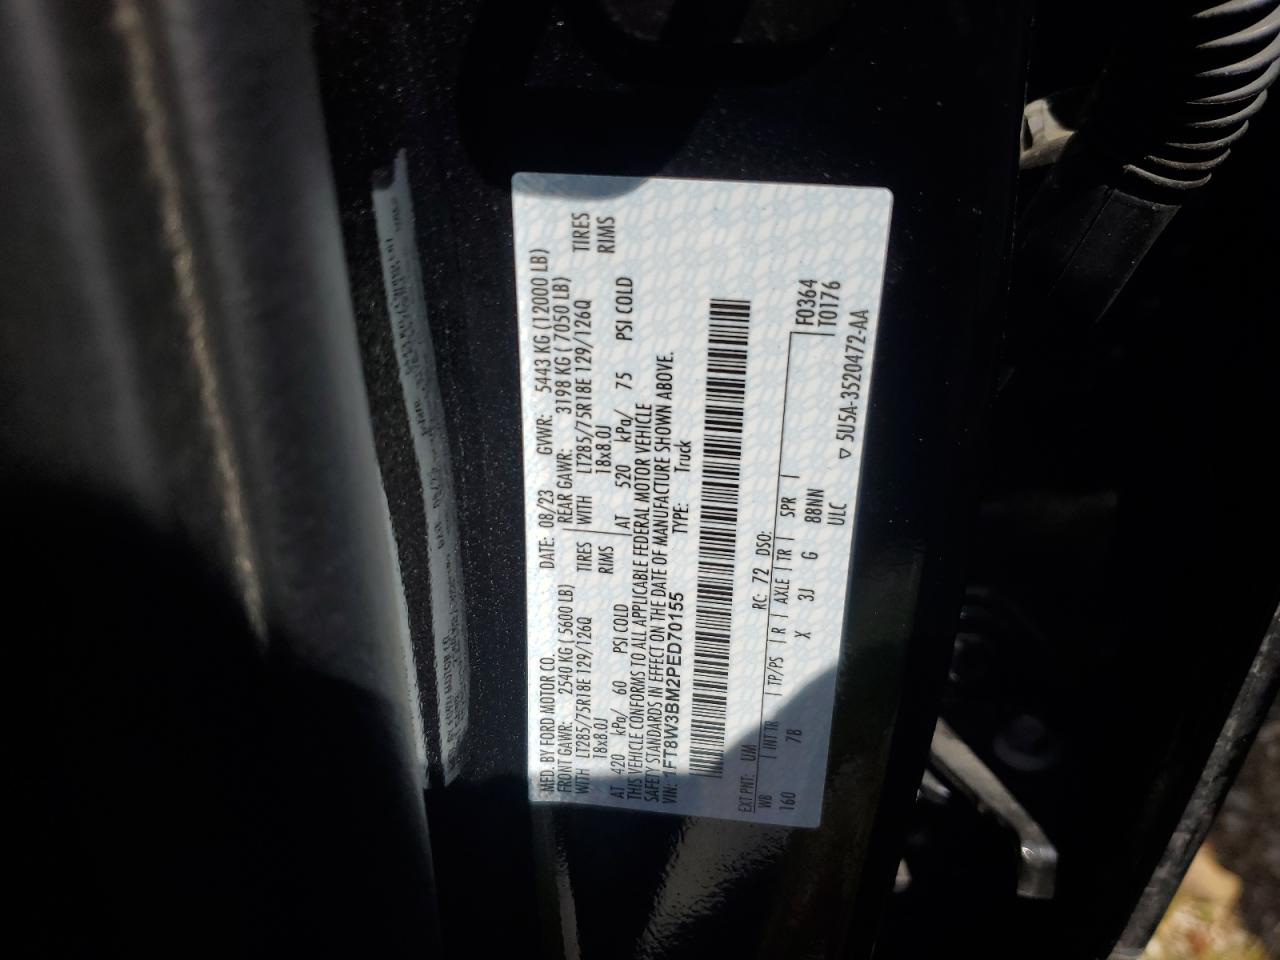 MFD. BY FORD MOTOR CO. DATE: 08/23 GVWR: 5443 KG (12000 LB)
FRONT GAWR: 2540 KG ( 5600 LB) REAR GAWR: 3198 KG ( 7050 LB)
WITH LT285/75R18E 129/126Q TIRES WITH LT285/75R18E 129/126Q TIRES
18x8.0J RIMS 18x8.0J RIMS
AT 420 kPa/ 60 PSI COLD AT 520 kPa/ 75 PSI COLD
THIS VEHICLE CONFORMS TO ALL APPLICABLE FEDERAL MOTOR VEHICLE
SAFETY STANDARDS IN EFFECT ON THE DATE OF MANUFACTURE SHOWN ABOVE.
VIN: 1FT8W3BM2PED70155 TYPE: Truck
EXT PNT: UM RC: 72 DSO:
WB INT TR TP/PS R AXLE TR SPR F0364
160 7B X 3J G 88NN T0176
ULC ▽ 5U5A-3520472-AA